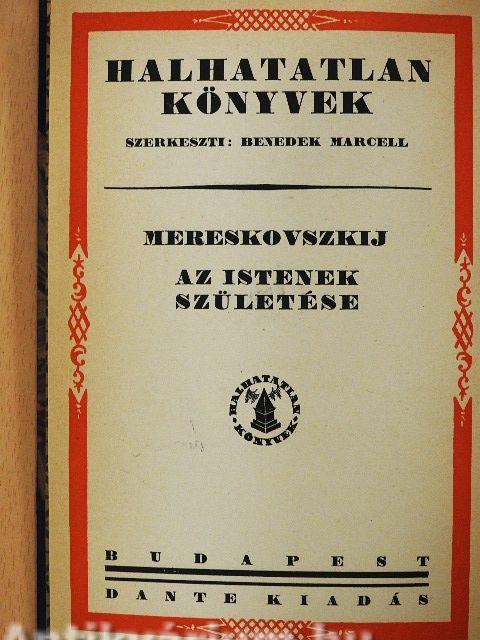 HALHATATLAN
KÖNYVEK
SZERKESZTI: BENEDEK MARCELL
MERESKOVSZKIJ
AZ ISTENEK
SZÜLETÉSE
HALHATATLAN
KÖNYVEK
BUDAPEST
DANTE KIADÁS